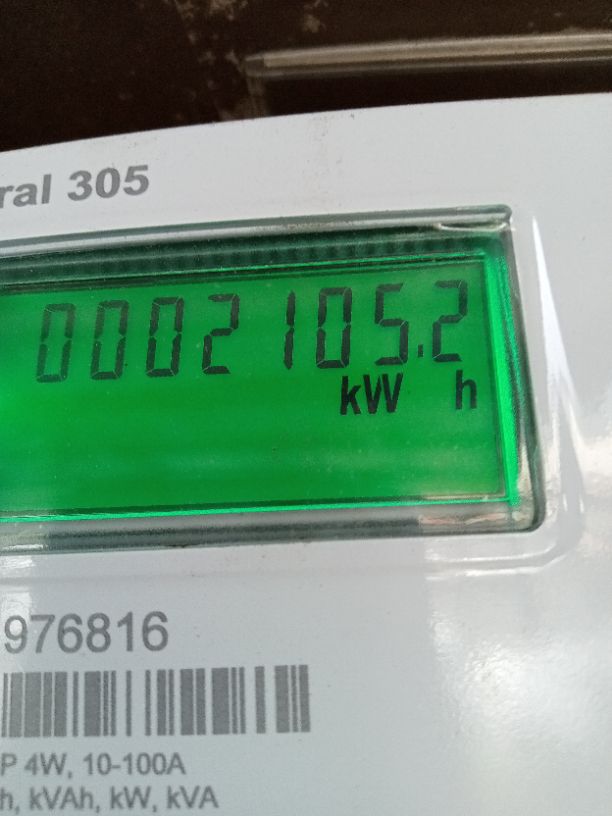 ral 305
0002105.2
kW h
976816
P 4W, 10-100A
h, kVAh, kW, kVA